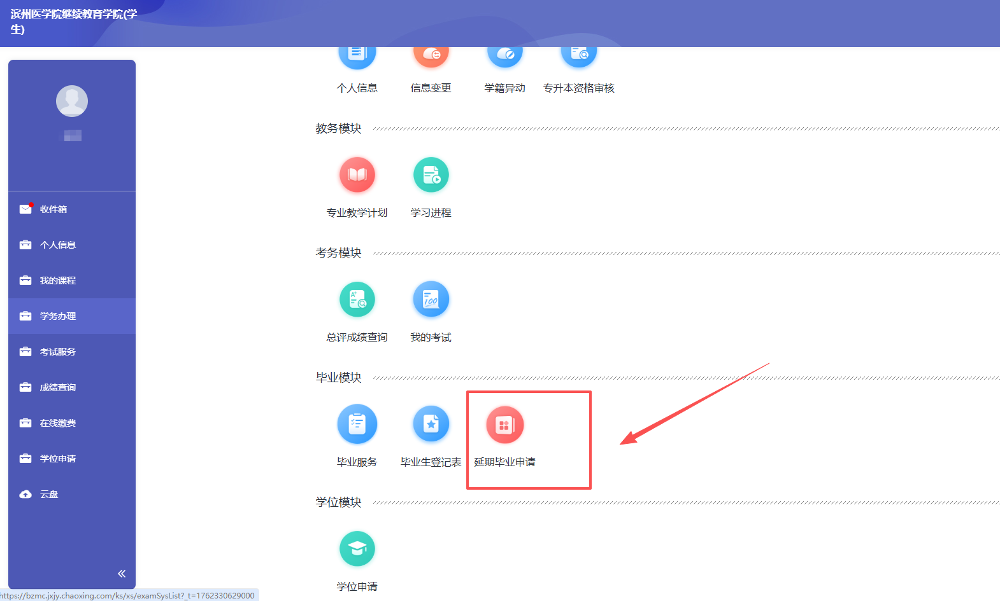 滨州医学院继续教育学院(学
生)
个人信息
信息变更
学籍异动
专升本资格审核
教务模块
专业教学计划
学习进程
考务模块
A+
100
总评成绩查询
我的考试
毕业模块
毕业服务
毕业生登记表
延期毕业申请
学位模块
学位申请
收件箱
个人信息
我的课程
学务办理
考试服务
成绩查询
在线缴费
学位申请
云盘
https://bzmc.jxjy.chaoxing.com/ks/xs/examSysList?_t=1762330629000